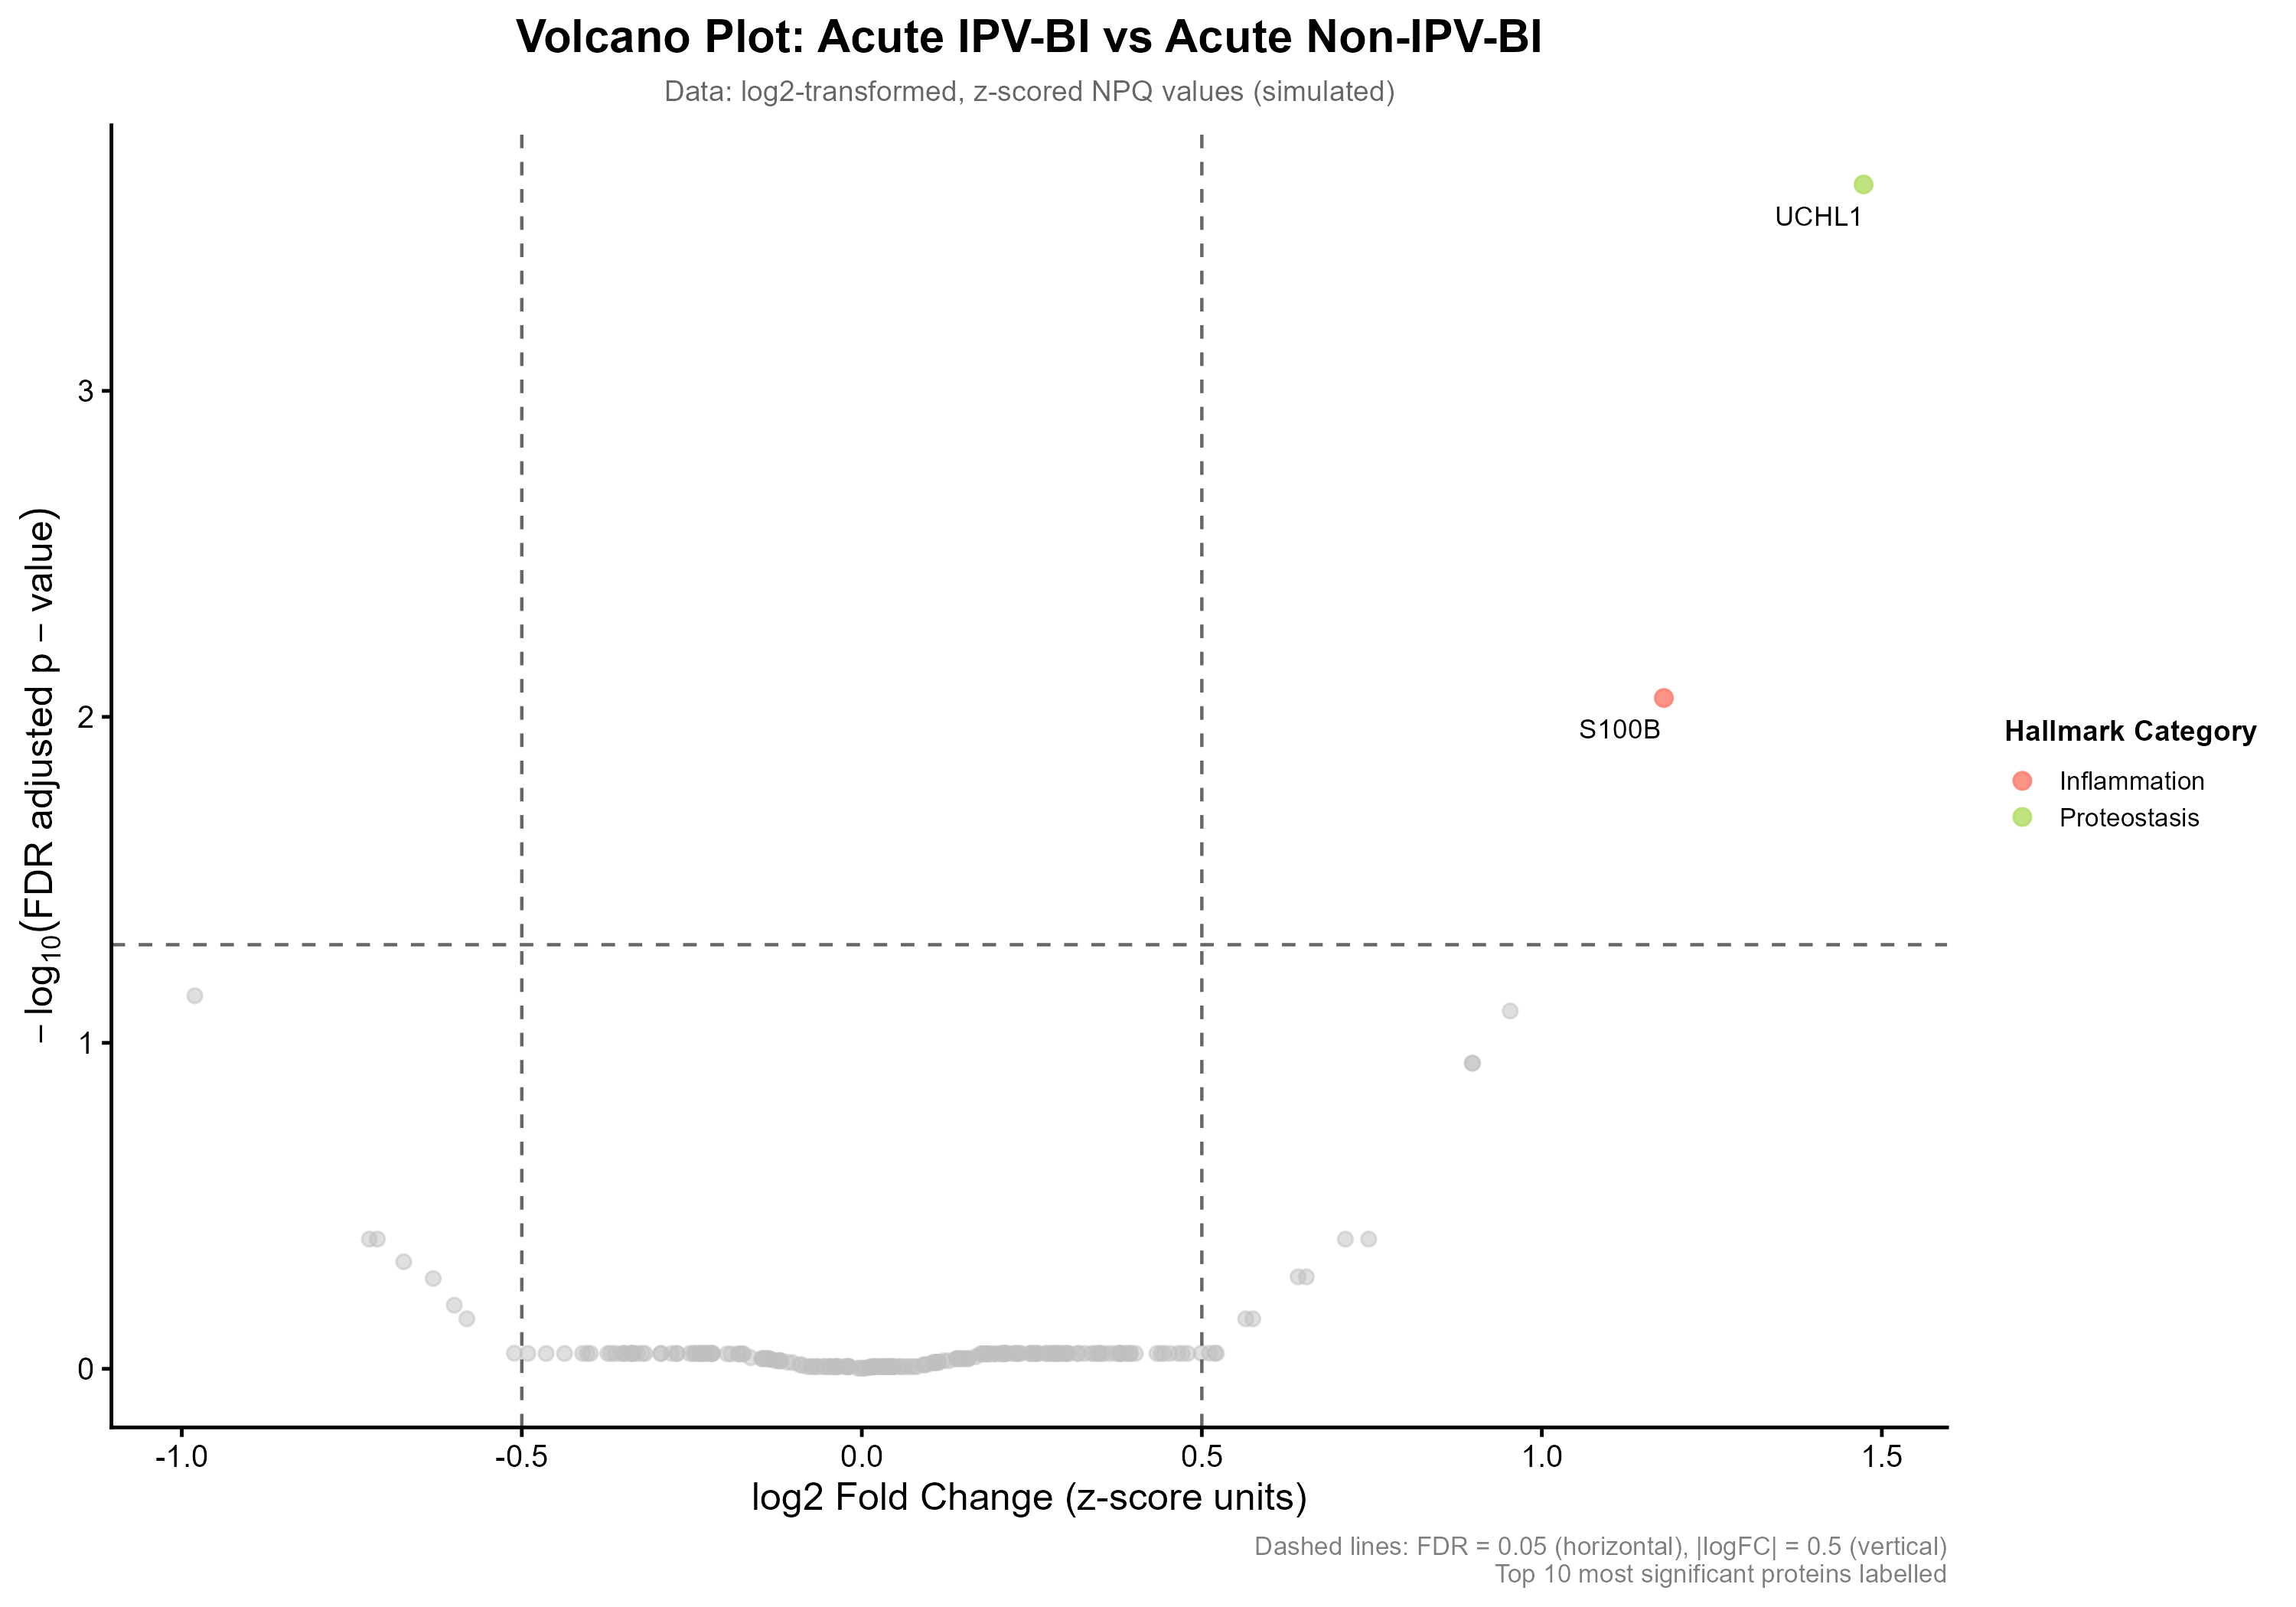 Volcano Plot: Acute IPV-BI vs Acute Non-IPV-BI
Data: log2-transformed, z-scored NPQ values (simulated)
−log10(FDR adjusted p − value)
3
2
1
0
UCHL1
S100B
Hallmark Category
Inflammation
Proteostasis
-1.0
-0.5
0.0
0.5
1.0
1.5
log2 Fold Change (z-score units)
Dashed lines: FDR = 0.05 (horizontal), |logFC| = 0.5 (vertical)
Top 10 most significant proteins labelled